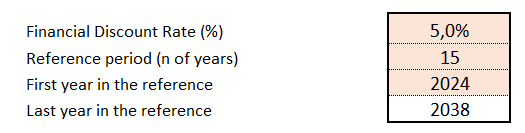 Financial Discount Rate (%) 5,0%
Reference period (n of years) 15
First year in the reference 2024
Last year in the reference 2038